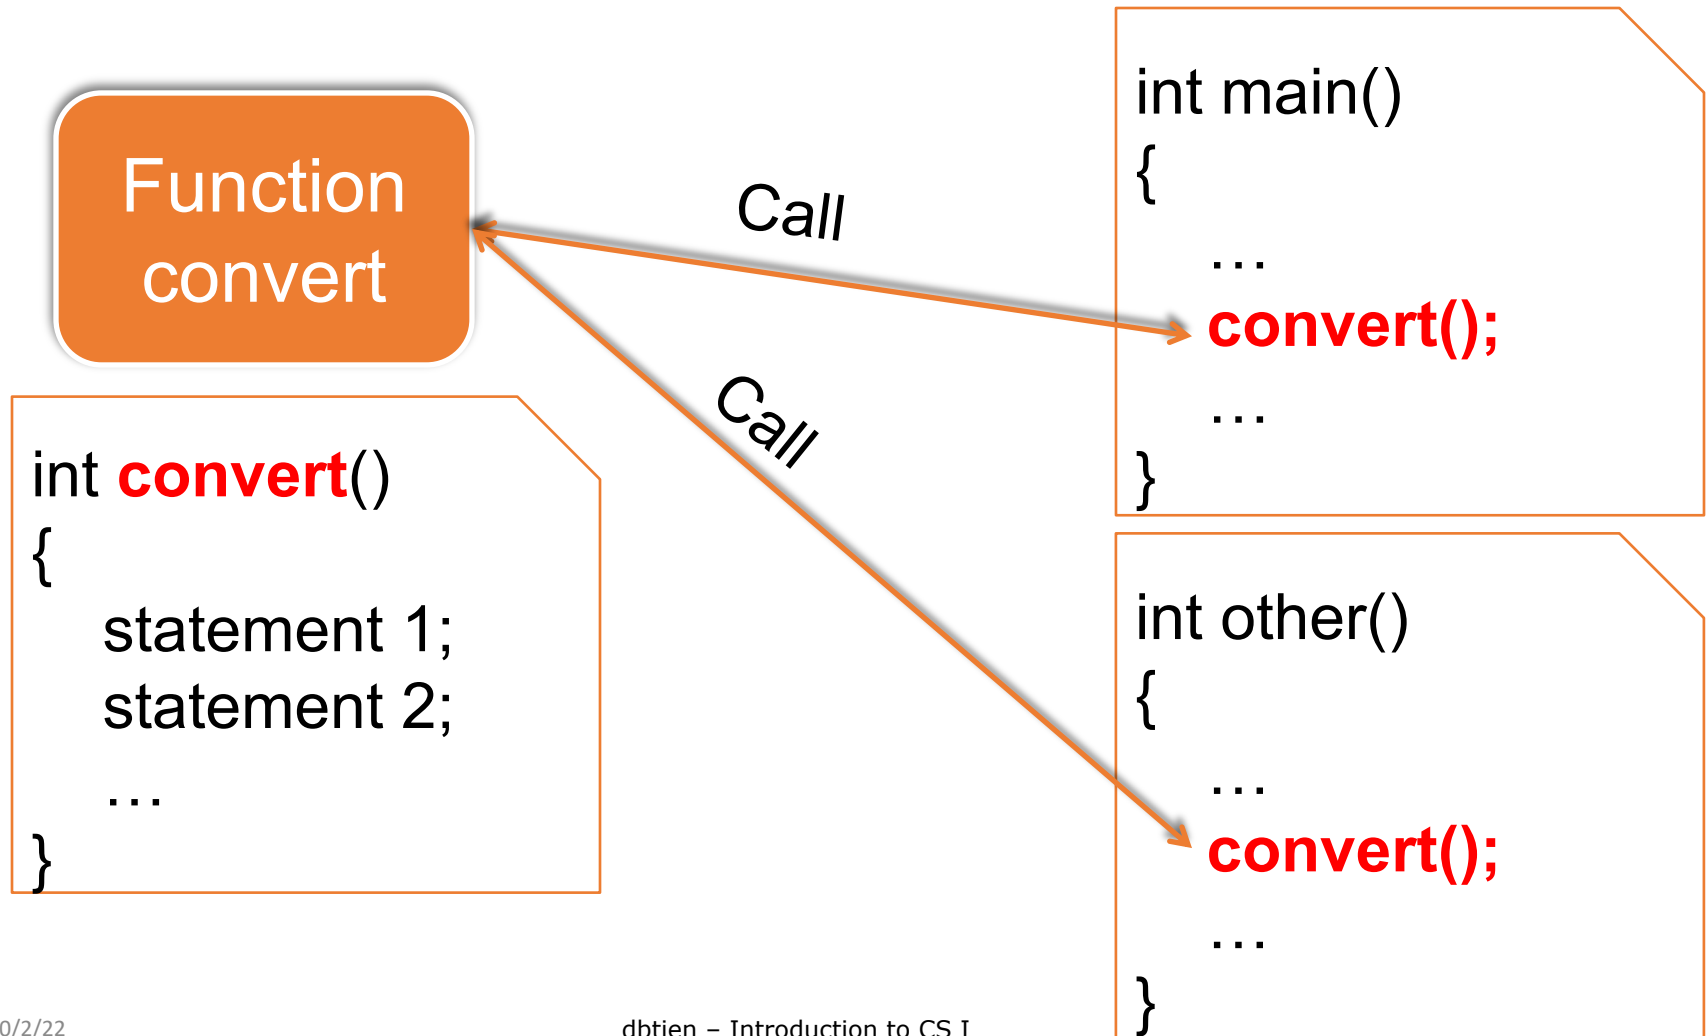 Function
convert
int convert()
{
statement 1;
statement 2;
…
}
Call
Call
int main()
{
…
convert();
…
}
int other()
{
…
convert();
…
}
0/2/22
dbtien – Introduction to CS I